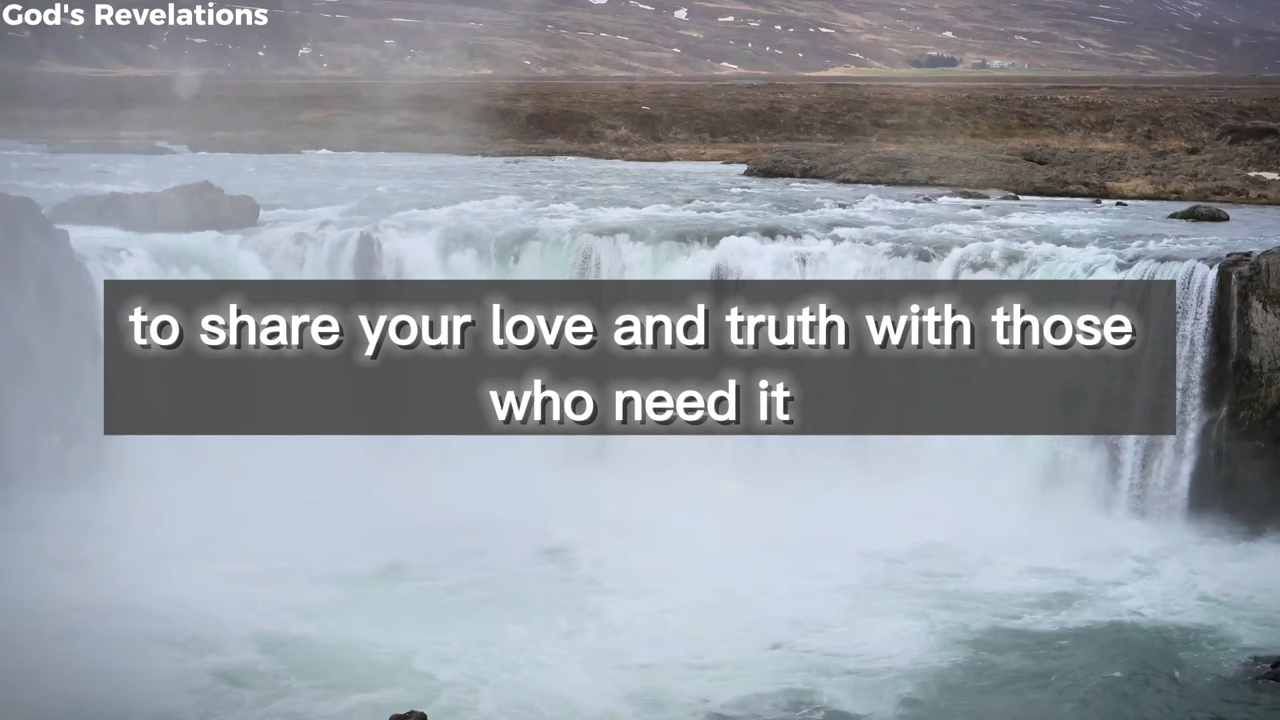 God's Revelations
to share your love and truth with those
who need it